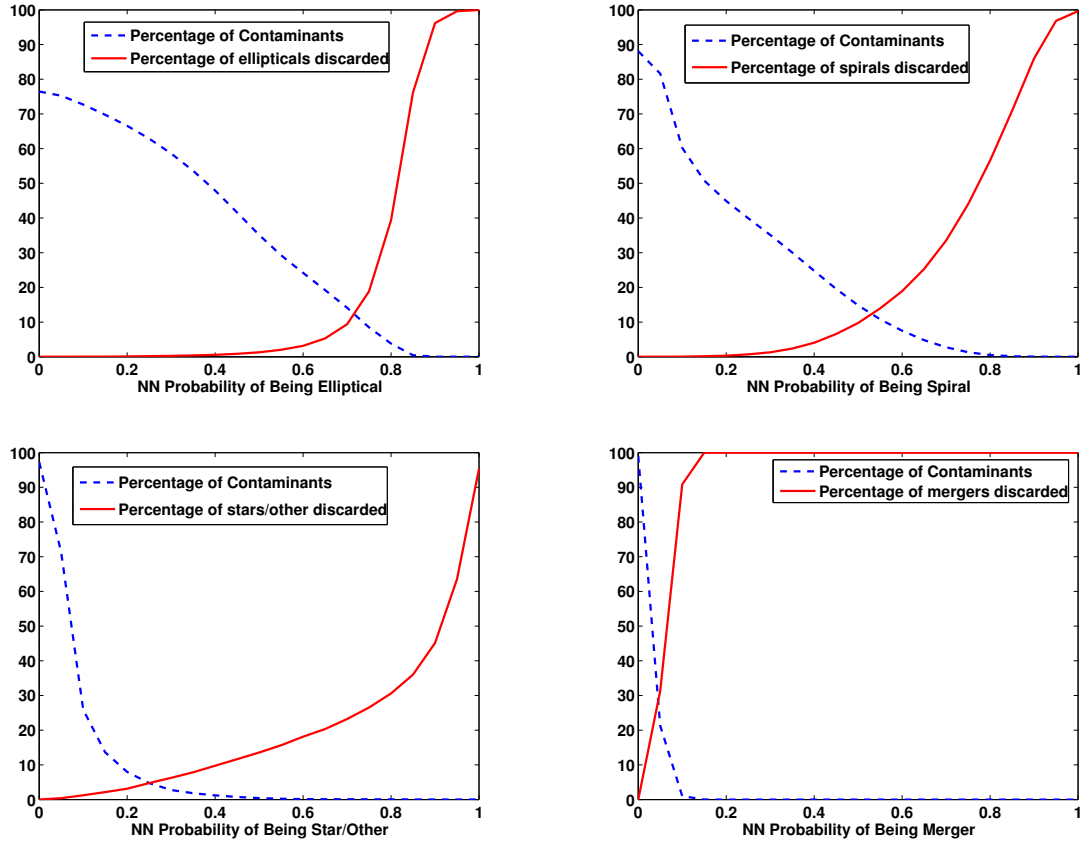 100
90
80
70
60
50
40
30
20
10
0
Percentage of Contaminants
Percentage of ellipticals discarded
0 0.2 0.4 0.6 0.8 1
NN Probability of Being Elliptical
100
90
80
70
60
50
40
30
20
10
0
Percentage of Contaminants
Percentage of spirals discarded
0 0.2 0.4 0.6 0.8 1
NN Probability of Being Spiral
100
90
80
70
60
50
40
30
20
10
0
Percentage of Contaminants
Percentage of stars/other discarded
0 0.2 0.4 0.6 0.8 1
NN Probability of Being Star/Other
100
90
80
70
60
50
40
30
20
10
0
Percentage of Contaminants
Percentage of mergers discarded
0 0.2 0.4 0.6 0.8 1
NN Probability of Being Merger